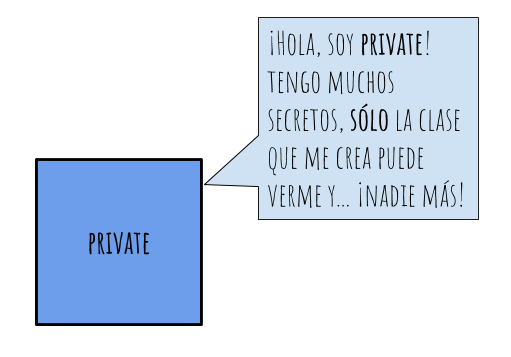 ¡HOLA, SOY PRIVATE!
TENGO MUCHOS
SECRETOS, SÓLO LA CLASE
QUE ME CREA PUEDE
VERME Y... ¡NADIE MÁS!
PRIVATE